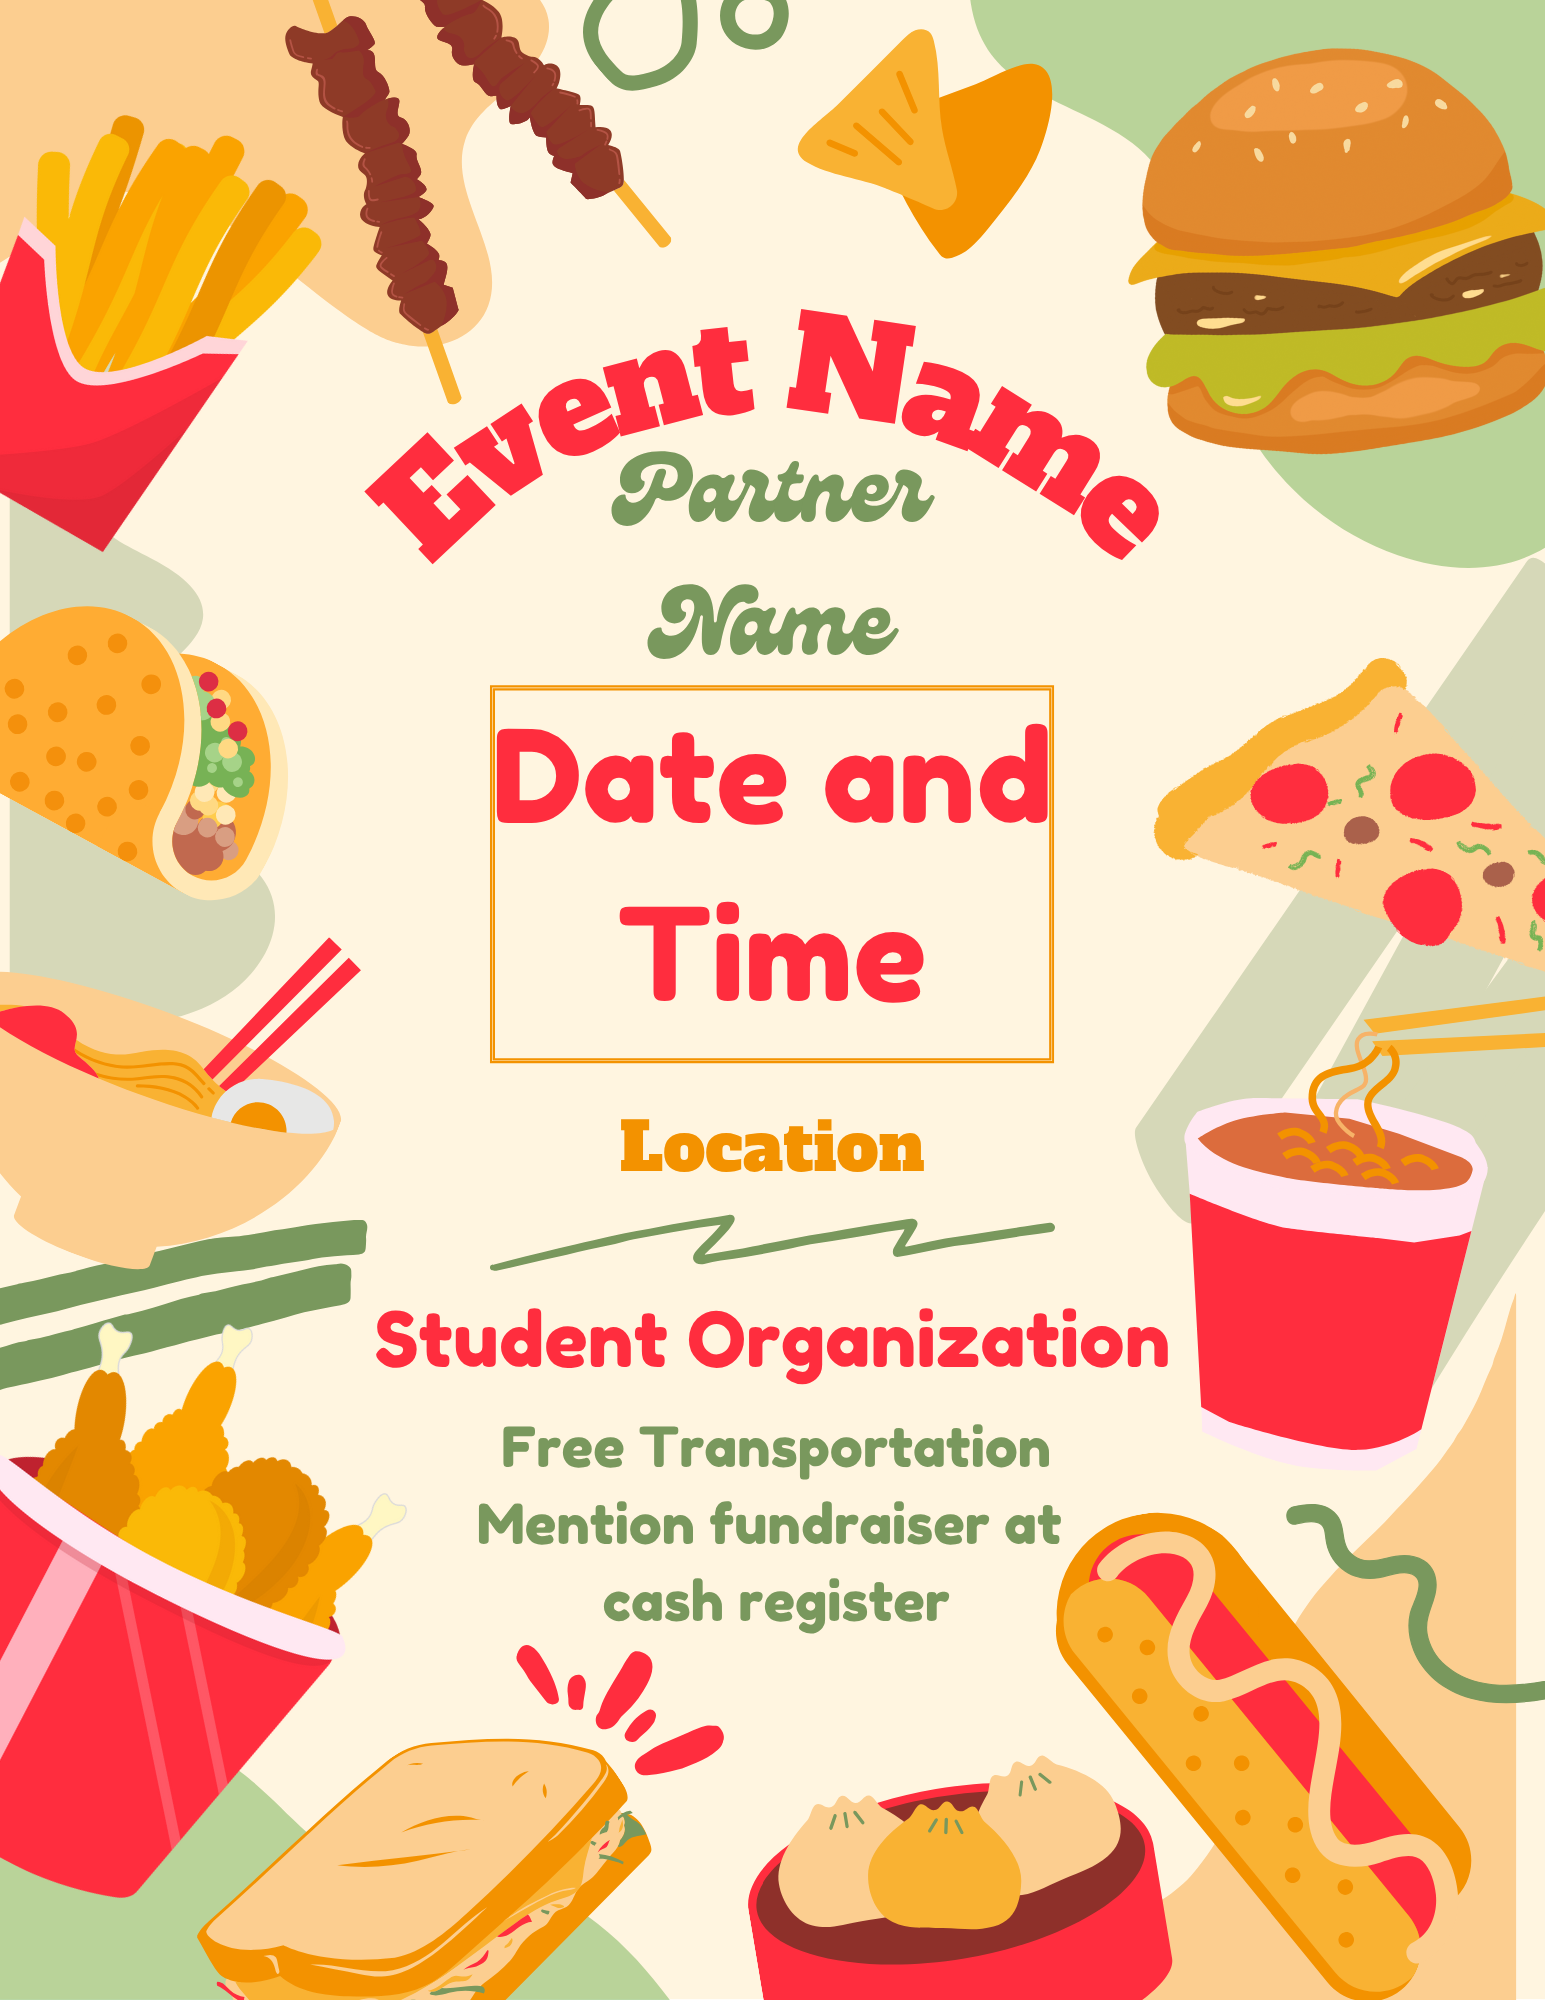 Event Name
Partner
Name
Date and
Time
Location
Student Organization
Free Transportation
Mention fundraiser at
cash register